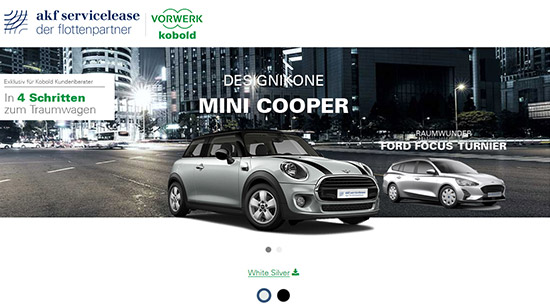 akf servicelease
der flottenpartner
VORWERK
kobold
Exklusiv für Kobold Kundenberater
In 4 Schritten
zum Traumwagen
DESIGNIKONE
MINI COOPER
RAUMWUNDER
FORD FOCUS TURNIER
White Silver